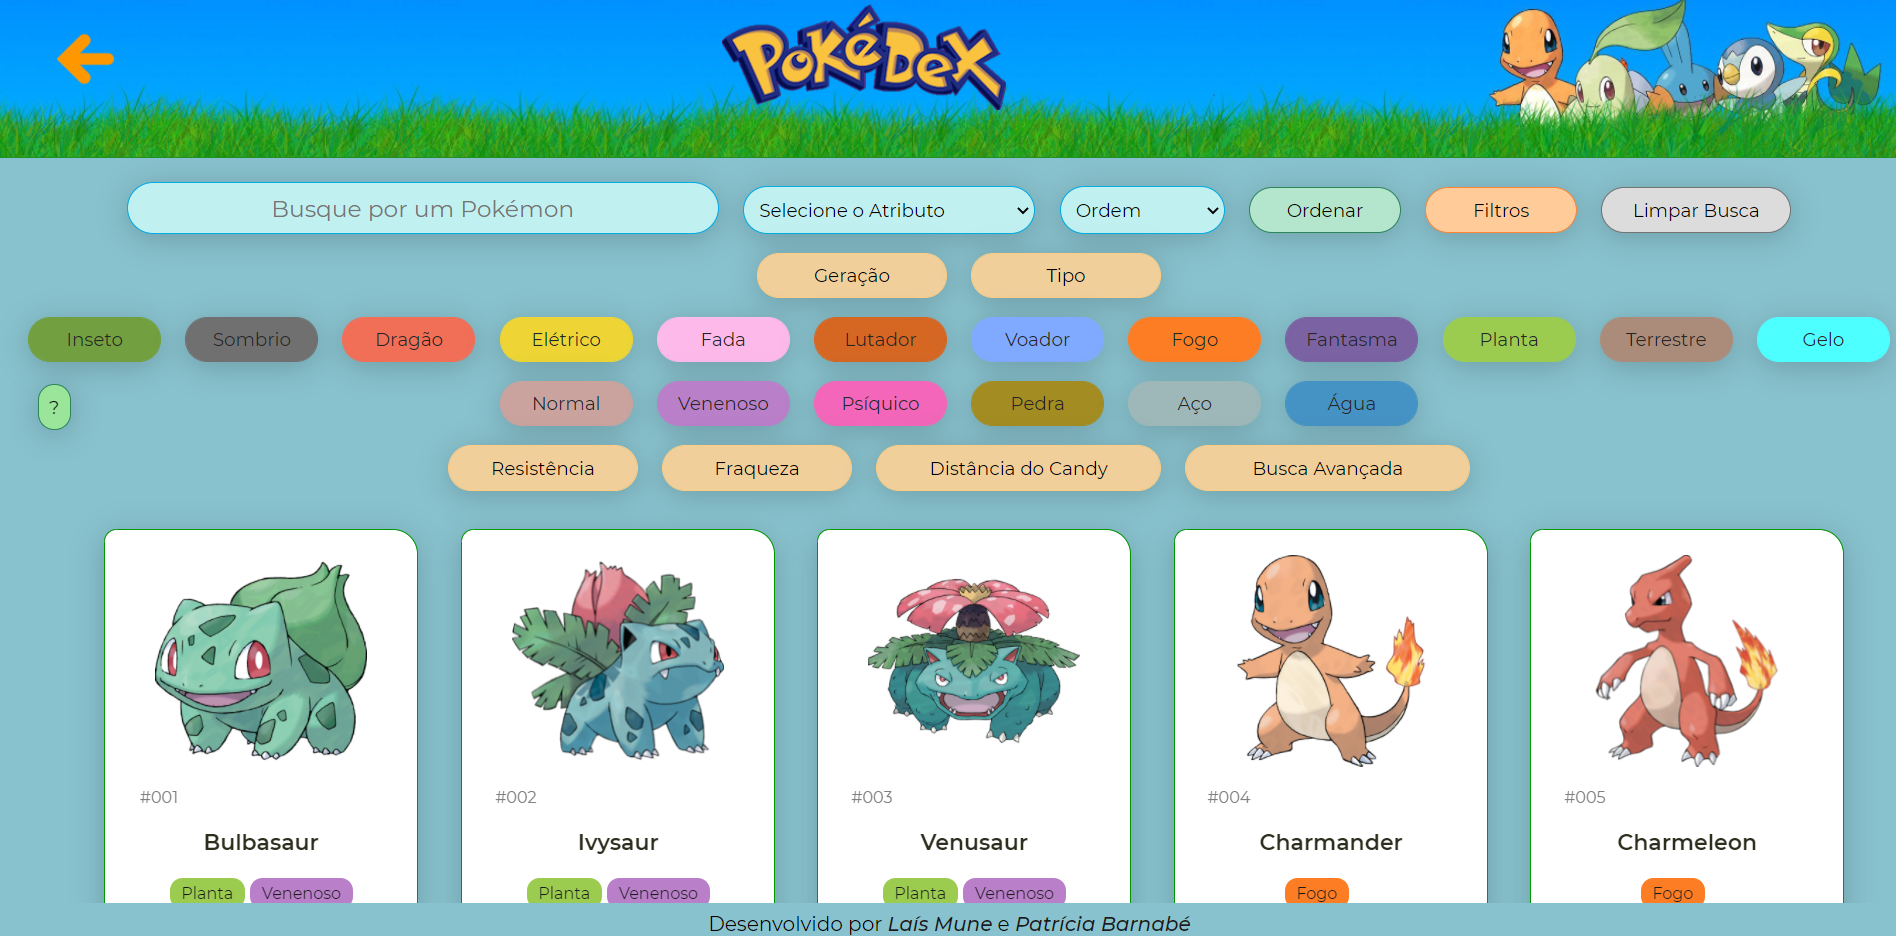 PoKéDex
Busque por um Pokémon
Selecione o Atributo
Ordem
Ordenar
Filtros
Limpar Busca
Geração
Tipo
Inseto
Sombrio
Dragão
Elétrico
Fada
Lutador
Voador
Fogo
Fantasma
Planta
Terrestre
Gelo
?
Normal
Venenoso
Psíquico
Pedra
Aço
Água
Resistência
Fraqueza
Distância do Candy
Busca Avançada
#001
Bulbasaur
Planta Venenoso
#002
Ivysaur
Planta Venenoso
#003
Venusaur
Planta Venenoso
#004
Charmander
Fogo
#005
Charmeleon
Fogo
Desenvolvido por Laís Mune e Patrícia Barnabé